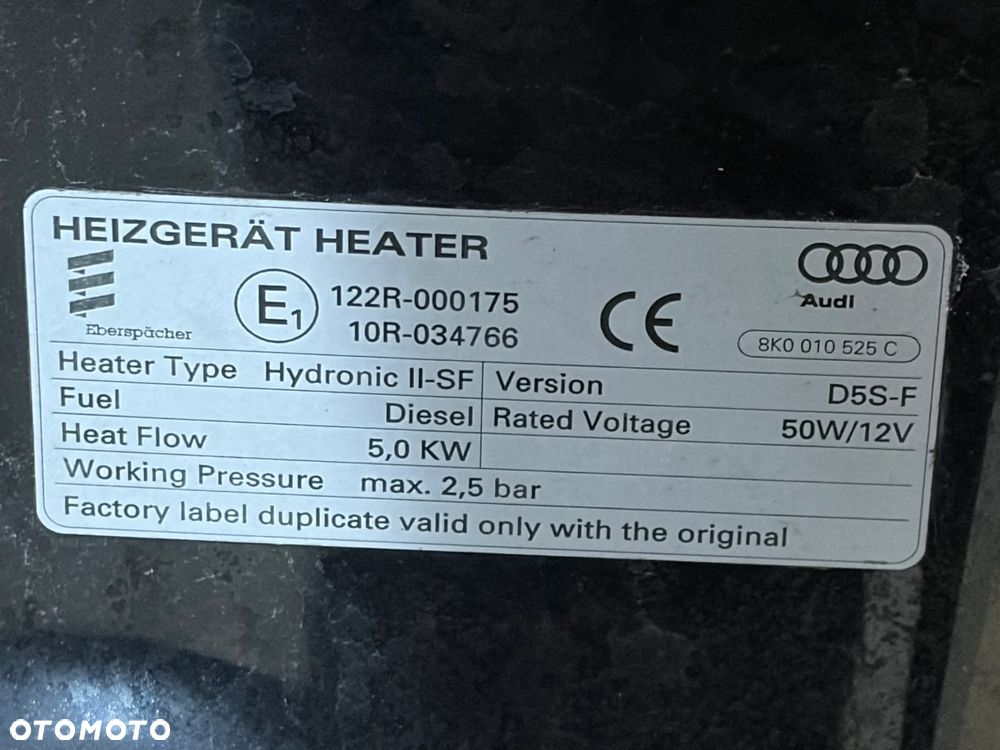 HEIZGERÄT HEATER
Eberspächer
E1
122R-000175
10R-034766
CE
Audi
8K0 010 525 C
Heater Type Hydronic II-SF Version D5S-F
Fuel Diesel Rated Voltage 50W/12V
Heat Flow 5,0 KW
Working Pressure max. 2,5 bar
Factory label duplicate valid only with the original
OTOMOTO